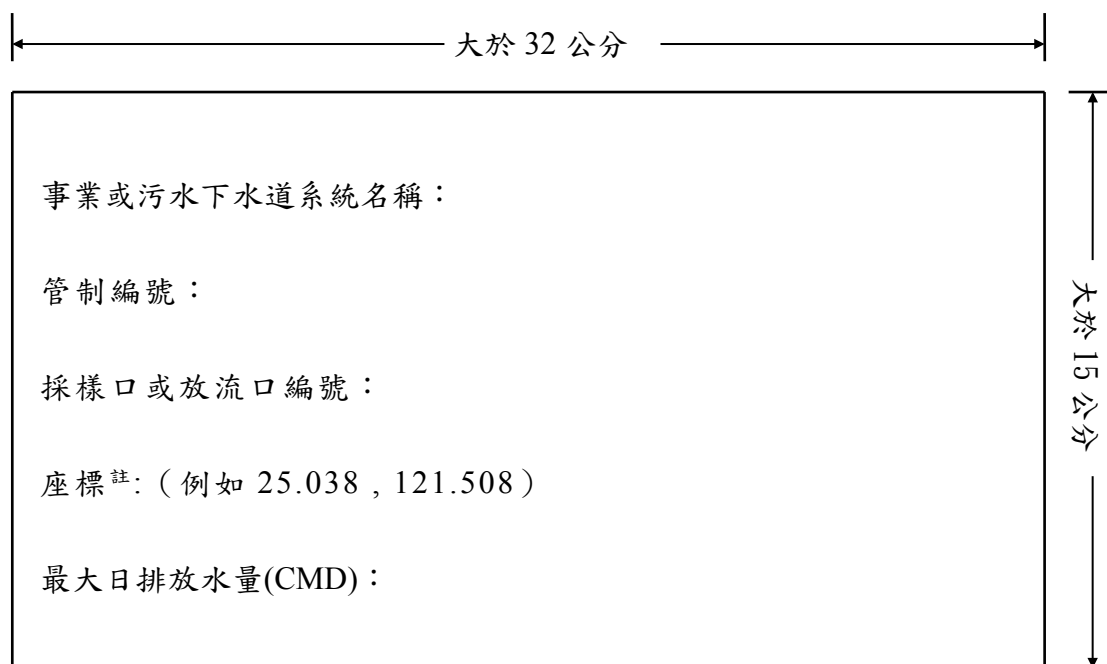 大於 32 公分
事業或污水下水道系統名稱：
管制編號：
採樣口或放流口編號：
座標註:（例如 25.038 , 121.508）
最大日排放水量(CMD)：
大於 15 公分